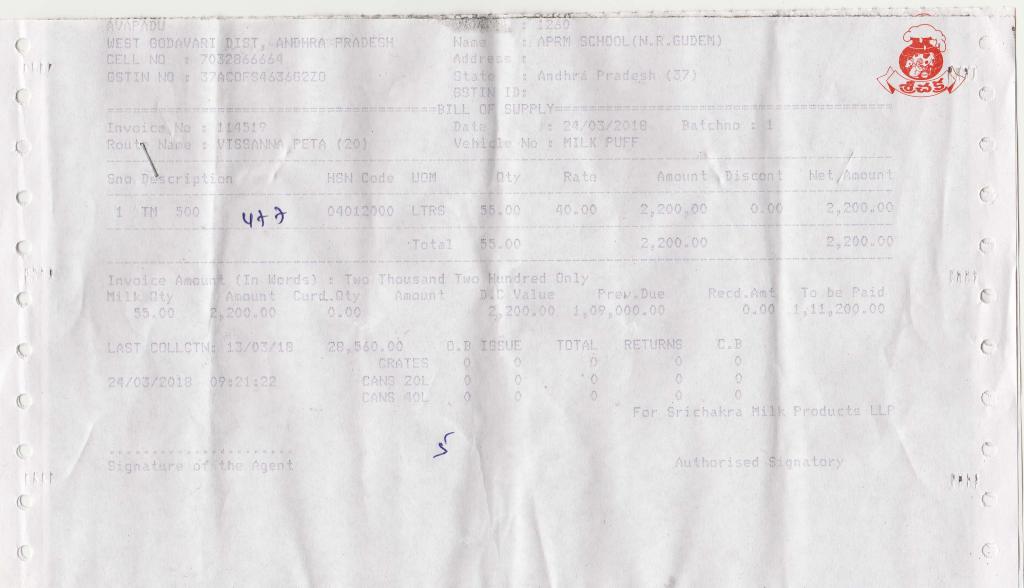 AVAPADU : 1260
WEST GODAVARI DIST, ANDHRA PRADESH Name : APRM SCHOOL(N.R.GUDEM)
CELL NO : 7032866664 Address :
GSTIN NO : 37ACOFS4636G2ZO State : Andhra Pradesh (37)
GSTIN ID:
BILL OF SUPPLY
Invoice No : 114519 Date : 24/03/2018 Batchno : 1
Route Name : VISSANNA PETA (20) Vehicle No : MILK PUFF
Sno Description HSN Code UOM Qty Rate Amount Discont Net Amount
1 TM 500 04012000 LTRS 55.00 40.00 2,200.00 0.00 2,200.00
Total 55.00 2,200.00 2,200.00
Invoice Amount (In Words) : Two Thousand Two Hundred Only
Milk Qty Amount Curd.Qty Amount D.C Value Prev.Due Recd.Amt To be Paid
55.00 2,200.00 0.00 2,200.00 1,09,000.00 0.00 1,11,200.00
LAST COLLCTN: 13/03/18 28,560.00 O.B ISSUE TOTAL RETURNS C.B
CRATES 0 0 0 0 0
24/03/2018 09:21:22 CANS 20L 0 0 0 0 0
CANS 40L 0 0 0 0 0
For Srichakra Milk Products LLP
Signature of the Agent Authorised Signatory